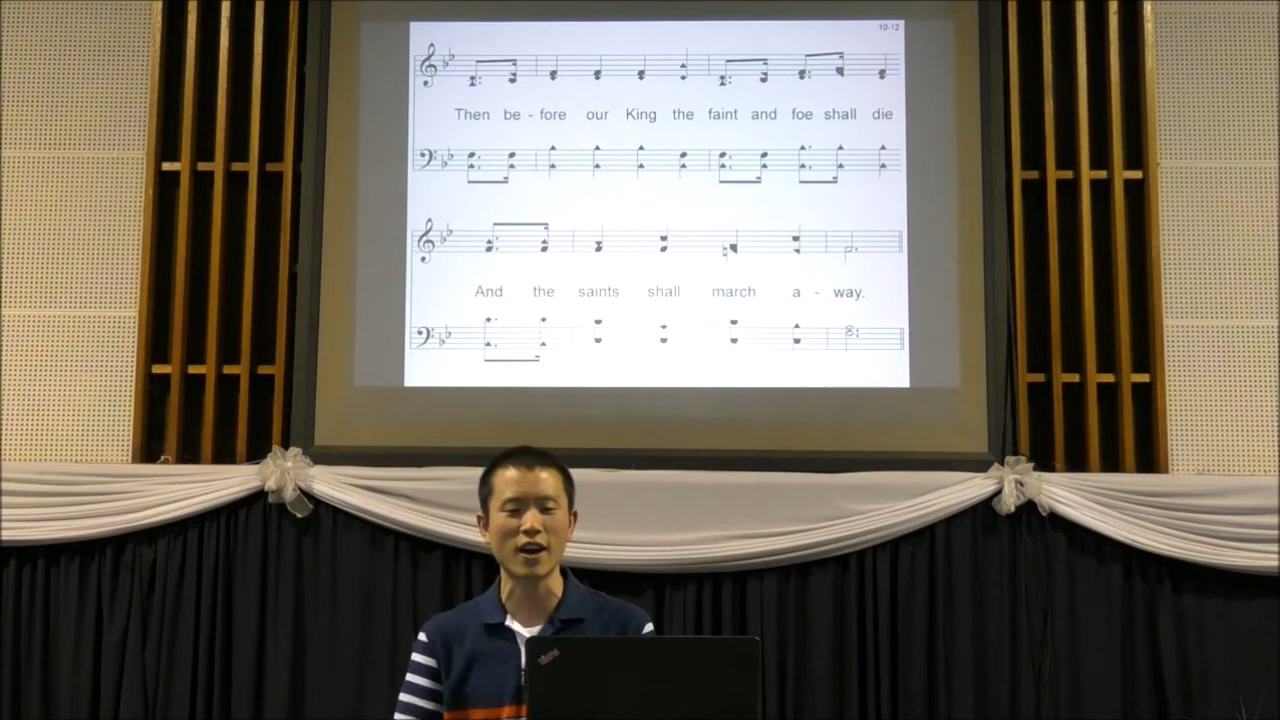 10-12
Then be - fore our King the faint and foe shall die
And the saints shall march a - way.
ThinkPad